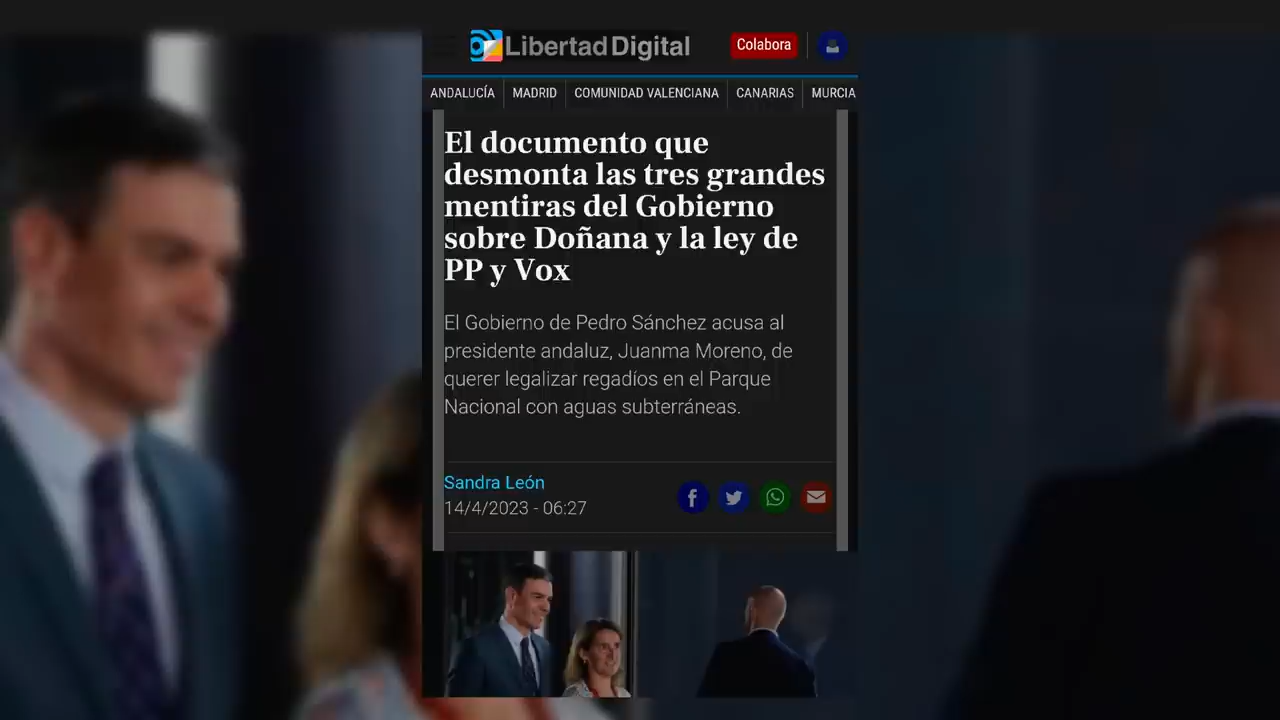 LibertadDigital
Colabora
ANDALUCÍA MADRID COMUNIDAD VALENCIANA CANARIAS MURCIA
El documento que
desmonta las tres grandes
mentiras del Gobierno
sobre Doñana y la ley de
PP y Vox
El Gobierno de Pedro Sánchez acusa al
presidente andaluz, Juanma Moreno, de
querer legalizar regadíos en el Parque
Nacional con aguas subterráneas.
Sandra León
14/4/2023 - 06:27